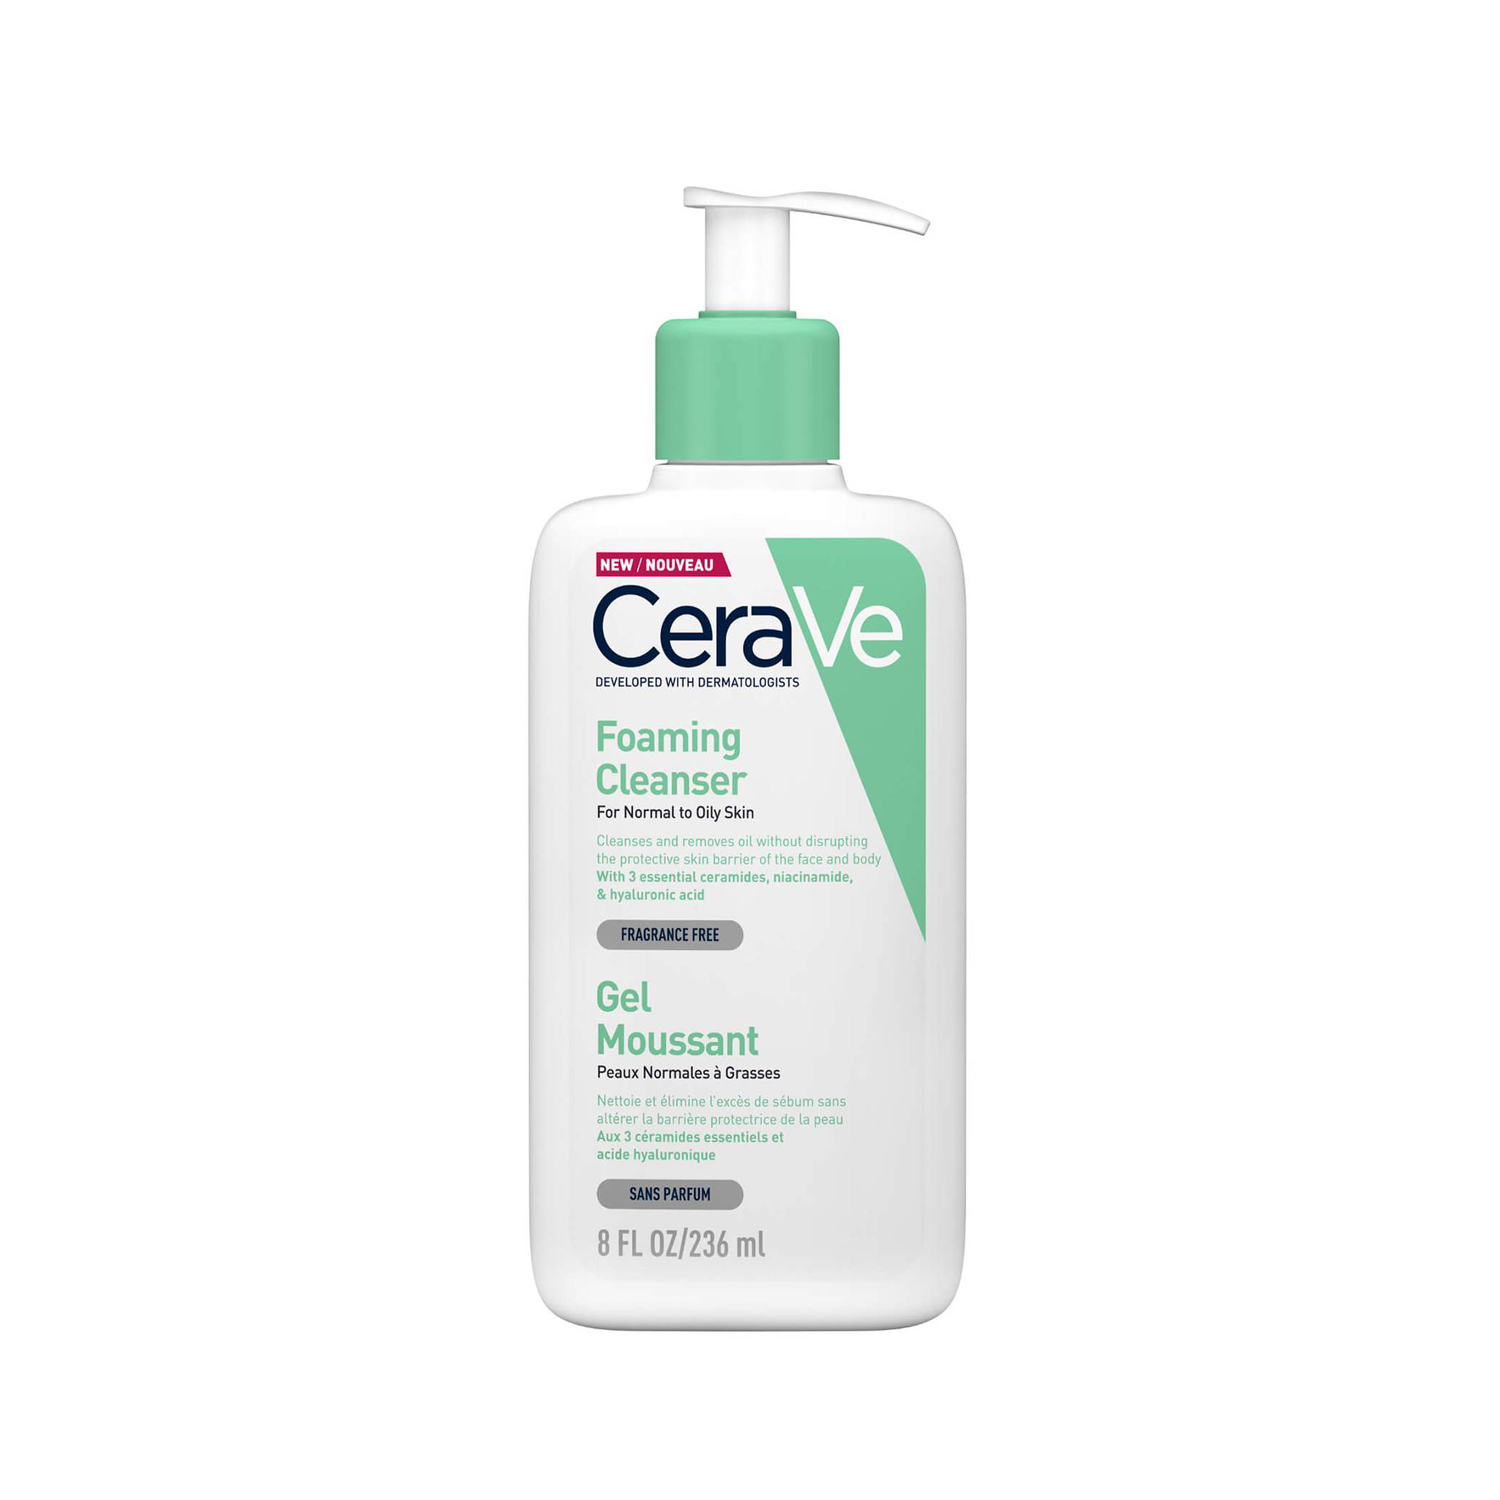 NEW / NOUVEAU
CeraVe
DEVELOPED WITH DERMATOLOGISTS
Foaming
Cleanser
For Normal to Oily Skin
Cleanses and removes oil without disrupting
the protective skin barrier of the face and body
With 3 essential ceramides, niacinamide,
& hyaluronic acid
FRAGRANCE FREE
Gel
Moussant
Peaux Normales à Grasses
Nettoie et élimine l'excès de sébum sans
altérer la barrière protectrice de la peau
Aux 3 céramides essentiels et
acide hyaluronique
SANS PARFUM
8 FL OZ/236 ml